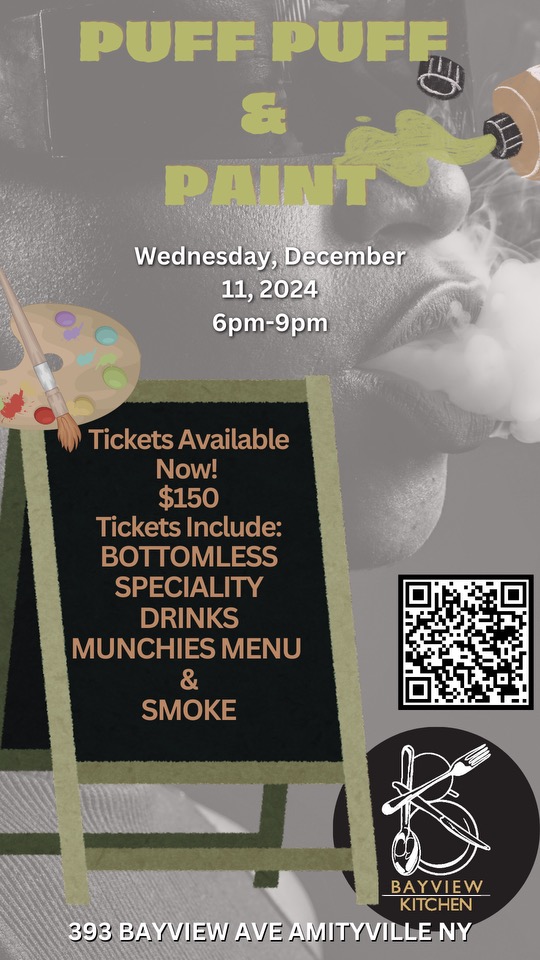 PUFF PUFF
&
PAINT
Wednesday, December
11, 2024
6pm-9pm
Tickets Available
Now!
$150
Tickets Include:
BOTTOMLESS
SPECIALITY
DRINKS
MUNCHIES MENU
&
SMOKE
BAYVIEW
KITCHEN
393 BAYVIEW AVE AMITYVILLE NY